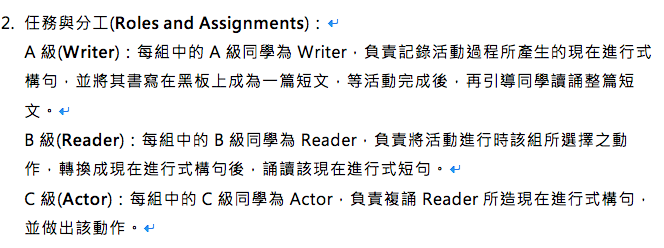 2. 任務與分工(Roles and Assignments)：
A 級(Writer)：每組中的 A 級同學為 Writer，負責記錄活動過程所產生的現在進行式
構句，並將其書寫在黑板上成為一篇短文，等活動完成後，再引導同學讀誦整篇短
文。
B 級(Reader)：每組中的 B 級同學為 Reader，負責將活動進行時該組所選擇之動
作，轉換成現在進行式構句後，誦讀該現在進行式短句。
C 級(Actor)：每組中的 C 級同學為 Actor，負責複誦 Reader 所造現在進行式構句，
並做出該動作。